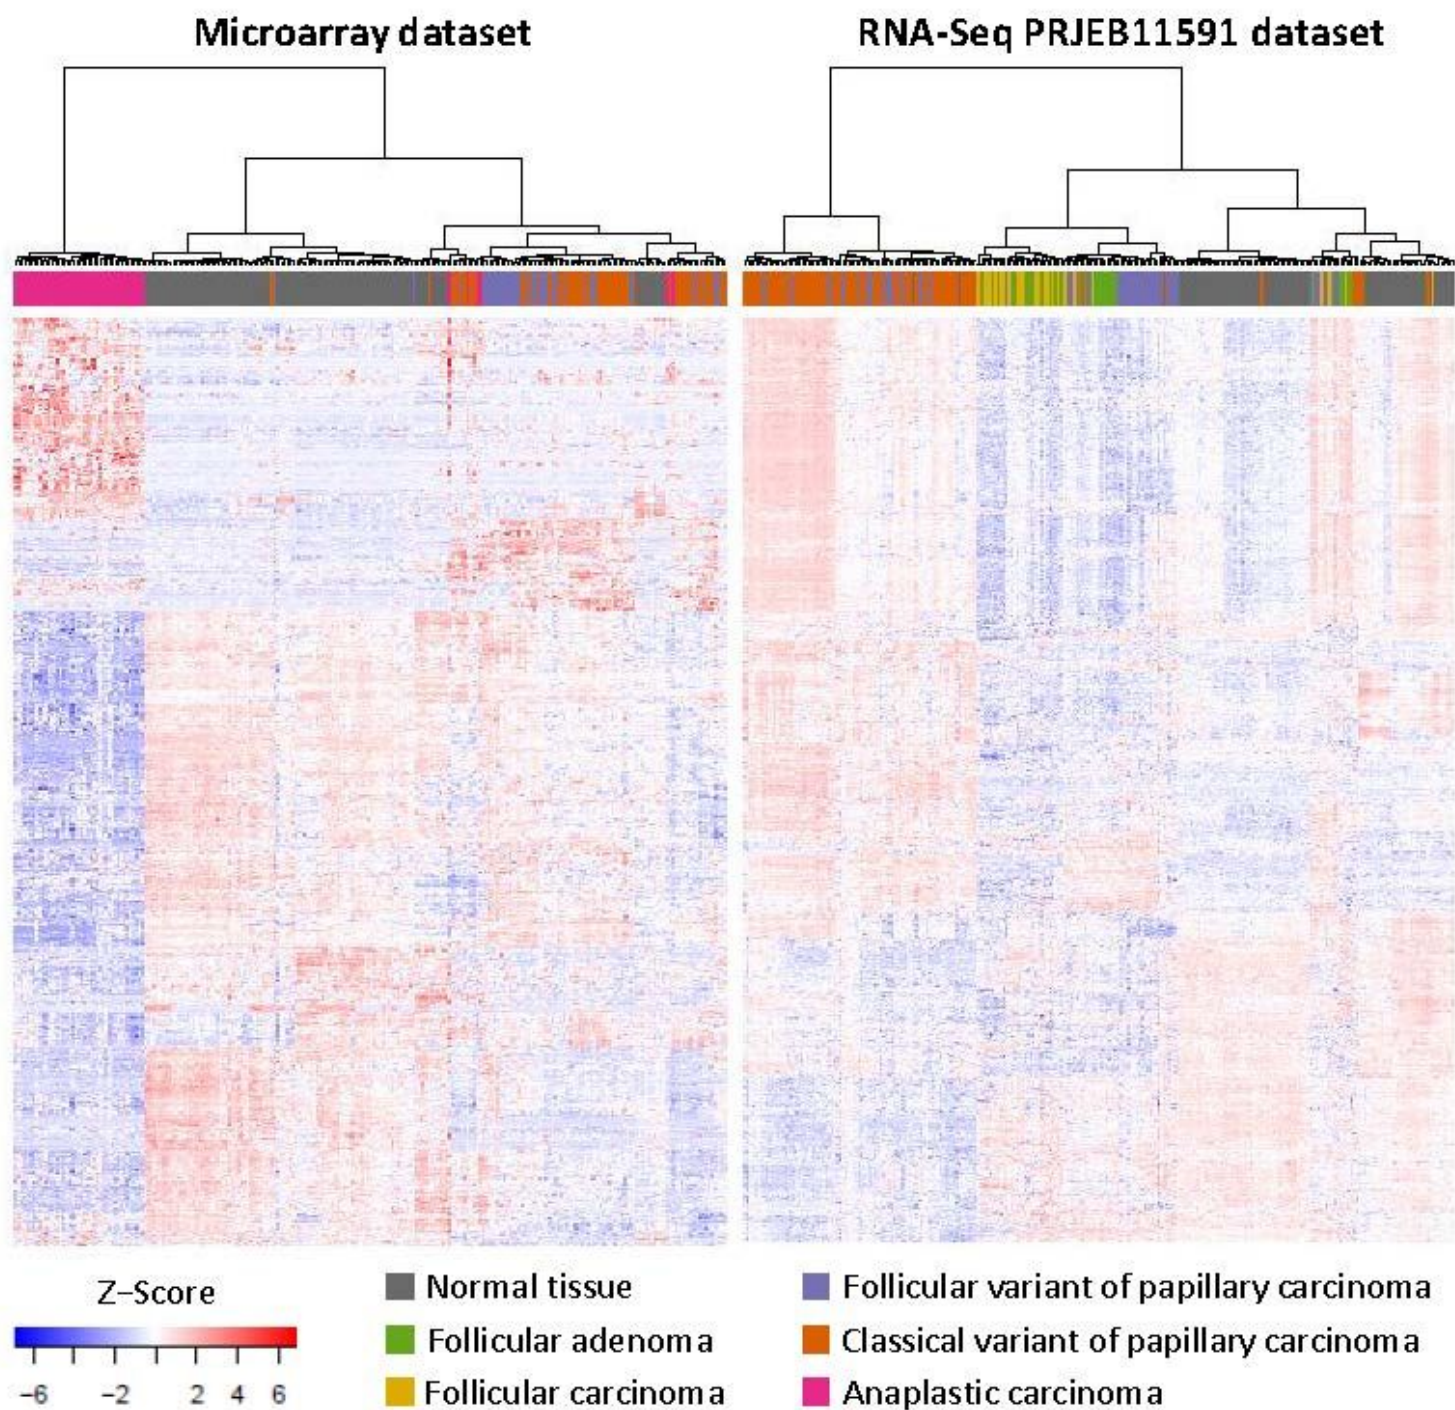 Microarray dataset
RNA-Seq PRJEB11591 dataset
Z−Score
−6 −2 2 4 6
Normal tissue
Follicular adenoma
Follicular carcinoma
Follicular variant of papillary carcinoma
Classical variant of papillary carcinoma
Anaplastic carcinoma